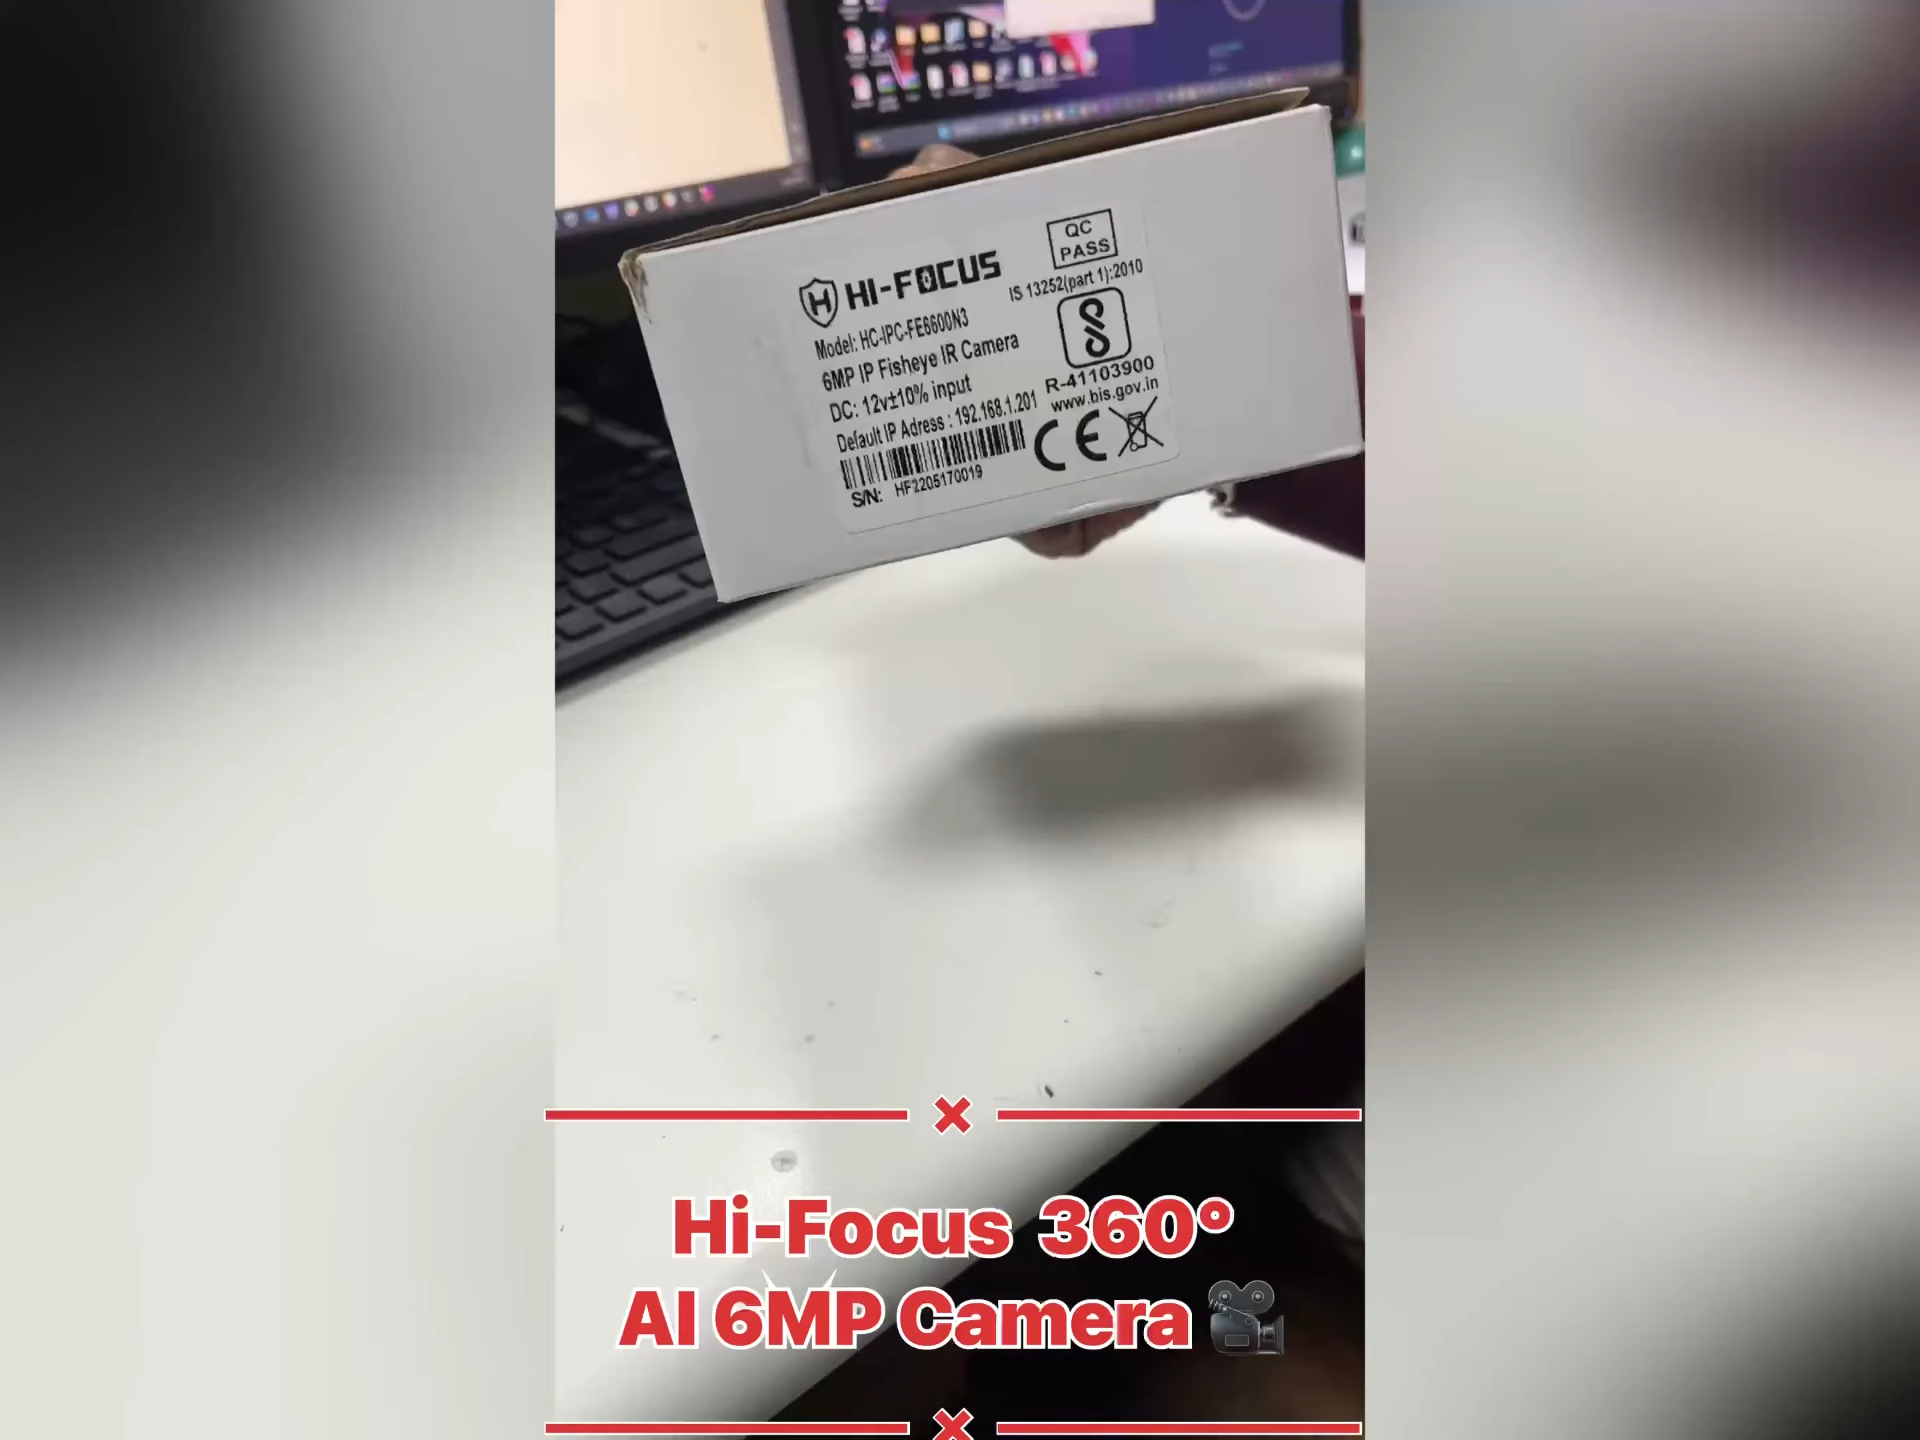 HI-FOCUS
Model: HC-IPC-FE6600N3
6MP IP Fisheye IR Camera
DC: 12v±10% input
Default IP Adress : 192.168.1.201
S/N: HF2205170019
QC
PASS
IS 13252(part 1):2010
R-41103900
www.bis.gov.in
CE
Hi-Focus 360°
AI 6MP Camera